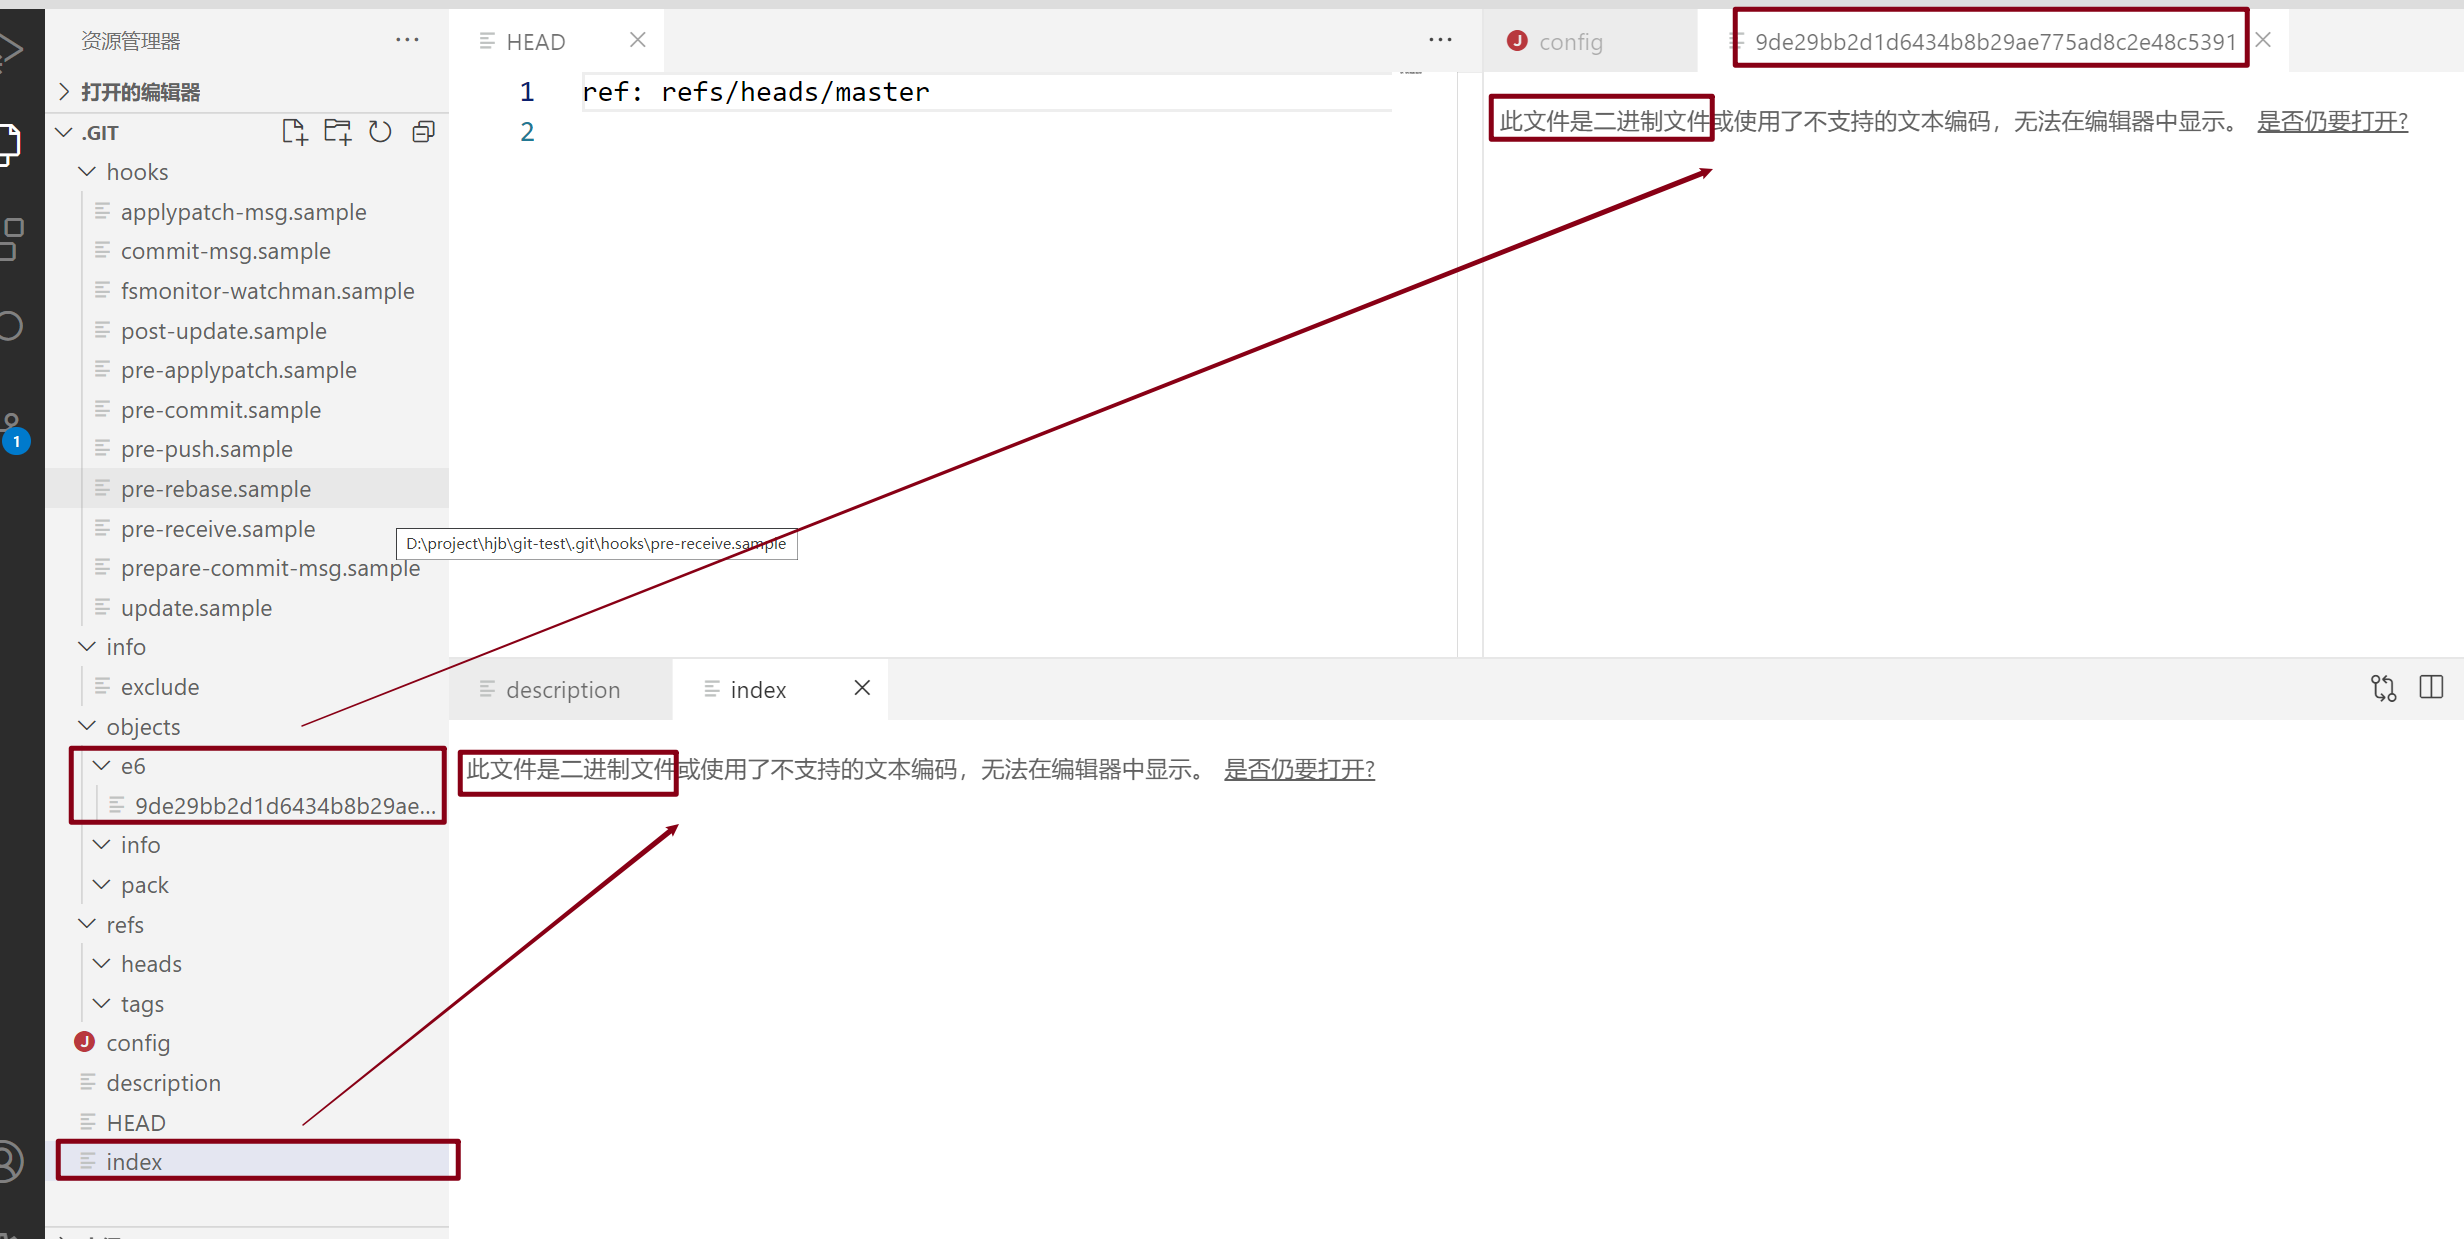 资源管理器
打开的编辑器
.GIT
hooks
applypatch-msg.sample
commit-msg.sample
fsmonitor-watchman.sample
post-update.sample
pre-applypatch.sample
pre-commit.sample
pre-push.sample
pre-rebase.sample
pre-receive.sample
prepare-commit-msg.sample
update.sample
info
exclude
objects
e6
9de29bb2d1d6434b8b29ae...
info
pack
refs
heads
tags
J config
description
HEAD
index
1
HEAD
1 ref: refs/heads/master
2
D:\project\hjb\git-test\.git\hooks\pre-receive.sample
J config
9de29bb2d1d6434b8b29ae775ad8c2e48c5391
此文件是二进制文件或使用了不支持的文本编码，无法在编辑器中显示。 是否仍要打开?
description
index
此文件是二进制文件或使用了不支持的文本编码，无法在编辑器中显示。 是否仍要打开?